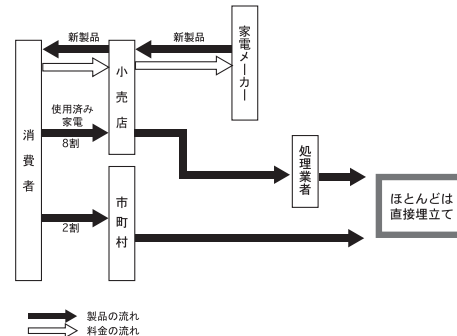 新製品
新製品
家電メーカー
小売店
使用済み
家電
8割
消費者
処理業者
ほとんどは
直接埋立て
市町村
2割
製品の流れ
料金の流れ